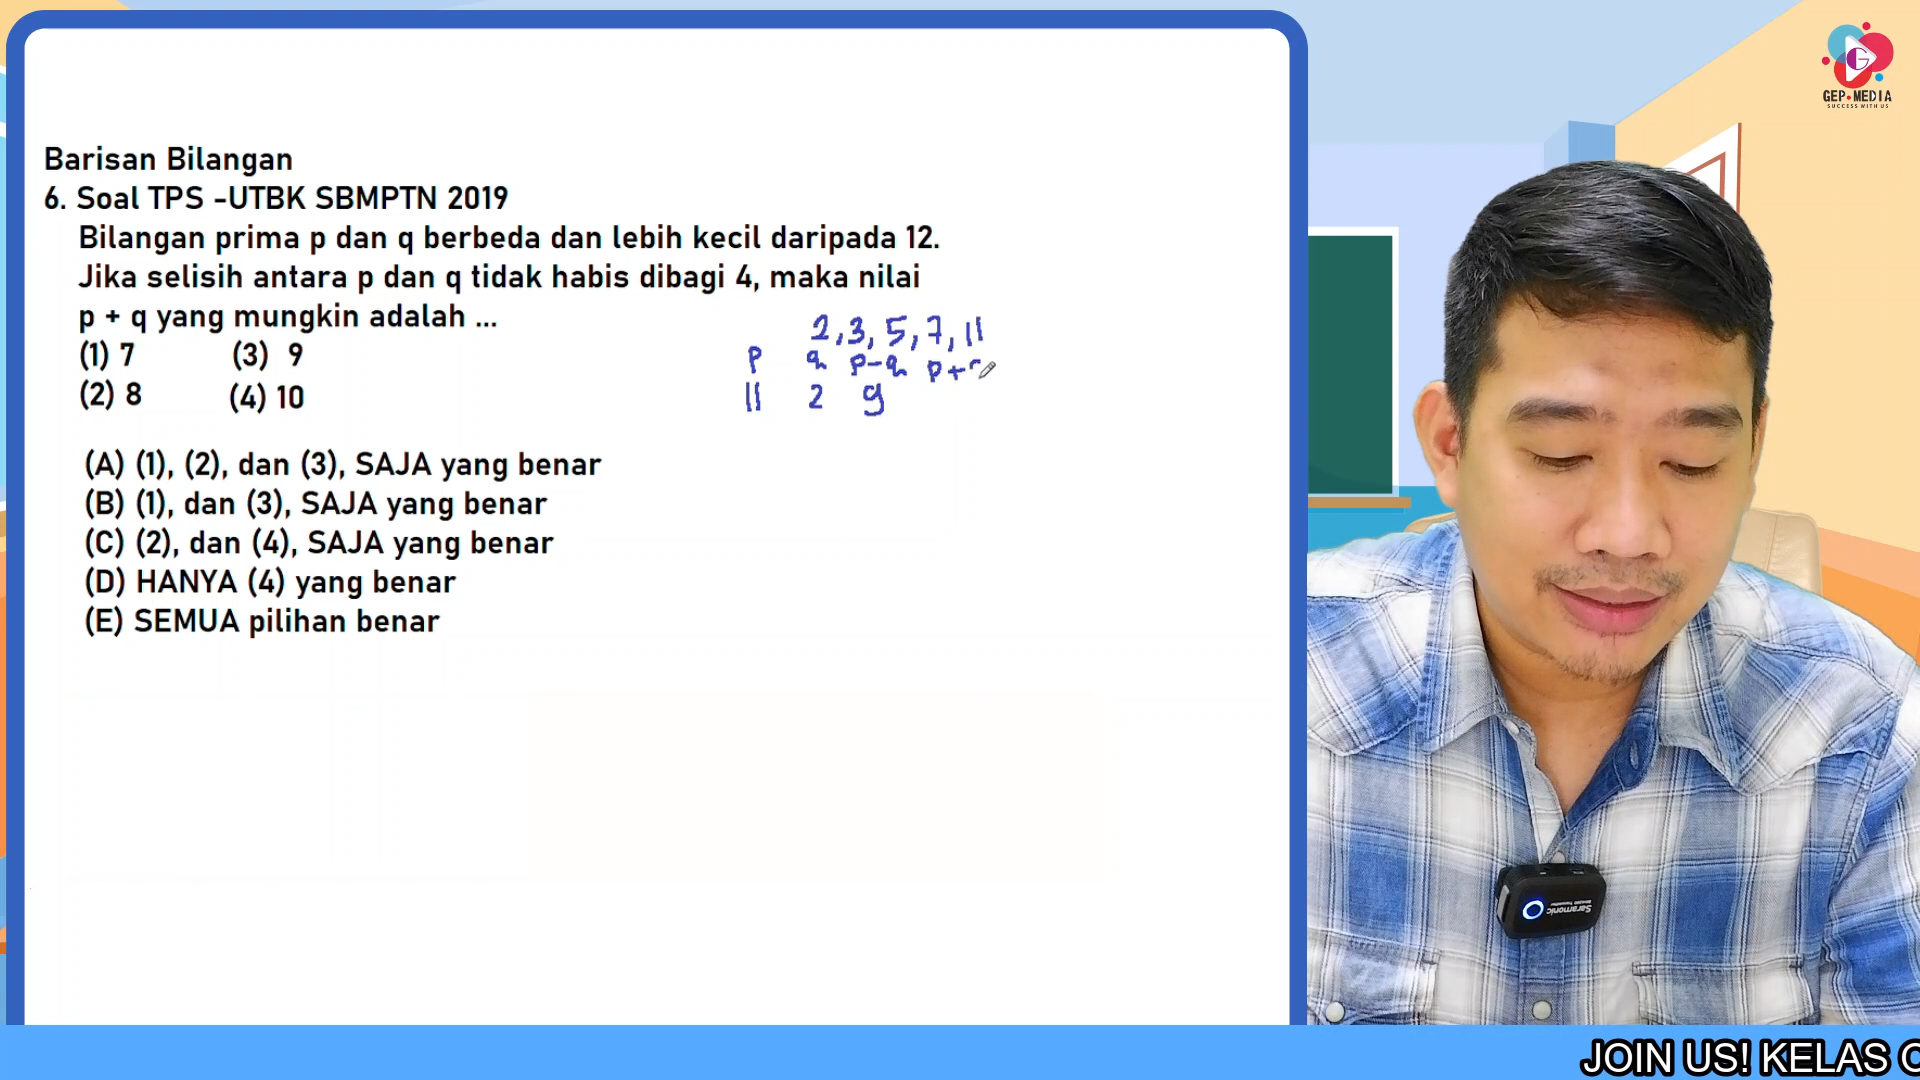 GEP•MEDIA
SUCCESS WITH US
Barisan Bilangan
6. Soal TPS -UTBK SBMPTN 2019
Bilangan prima p dan q berbeda dan lebih kecil daripada 12.
Jika selisih antara p dan q tidak habis dibagi 4, maka nilai
p + q yang mungkin adalah ...
(1) 7 (3) 9
(2) 8 (4) 10
2, 3, 5, 7, 11
p q p-q p+
11 2 9
(A) (1), (2), dan (3), SAJA yang benar
(B) (1), dan (3), SAJA yang benar
(C) (2), dan (4), SAJA yang benar
(D) HANYA (4) yang benar
(E) SEMUA pilihan benar
Saramonic
JOIN US! KELAS